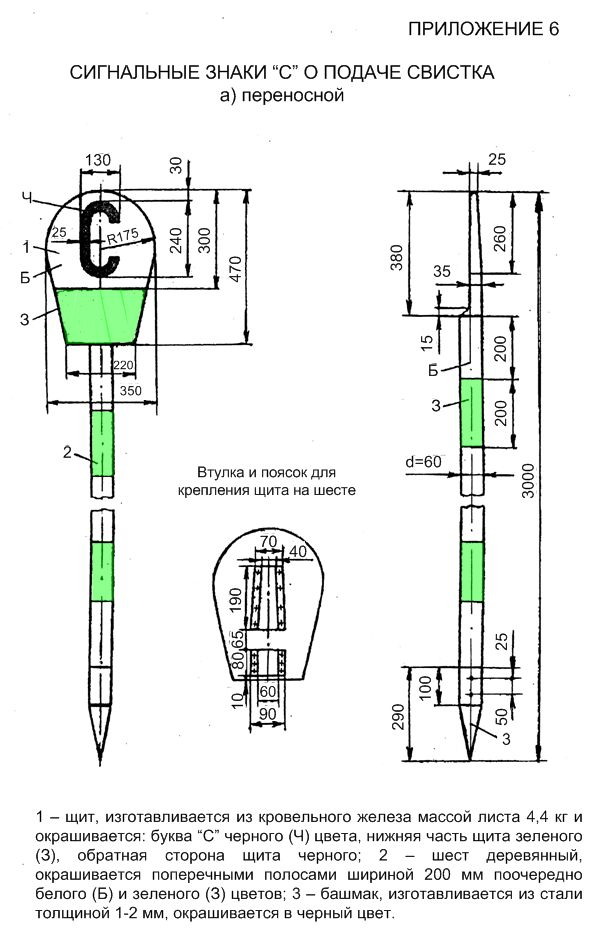 ПРИЛОЖЕНИЕ 6
СИГНАЛЬНЫЕ ЗНАКИ “С” О ПОДАЧЕ СВИСТКА
а) переносной
130
30
25
Ч
С
25
R175
240
300
470
1
Б
З
220
350
2
380
260
35
15
200
Б
З
200
d=60
3000
Втулка и поясок для
крепления щита на шесте
70
40
190
65
80
10
60
90
25
100
50
290
3
1 – щит, изготавливается из кровельного железа массой листа 4,4 кг и
окрашивается: буква “С” черного (Ч) цвета, нижняя часть щита зеленого
(З), обратная сторона щита черного; 2 – шест деревянный,
окрашивается поперечными полосами шириной 200 мм поочередно
белого (Б) и зеленого (З) цветов; 3 – башмак, изготавливается из стали
толщиной 1-2 мм, окрашивается в черный цвет.